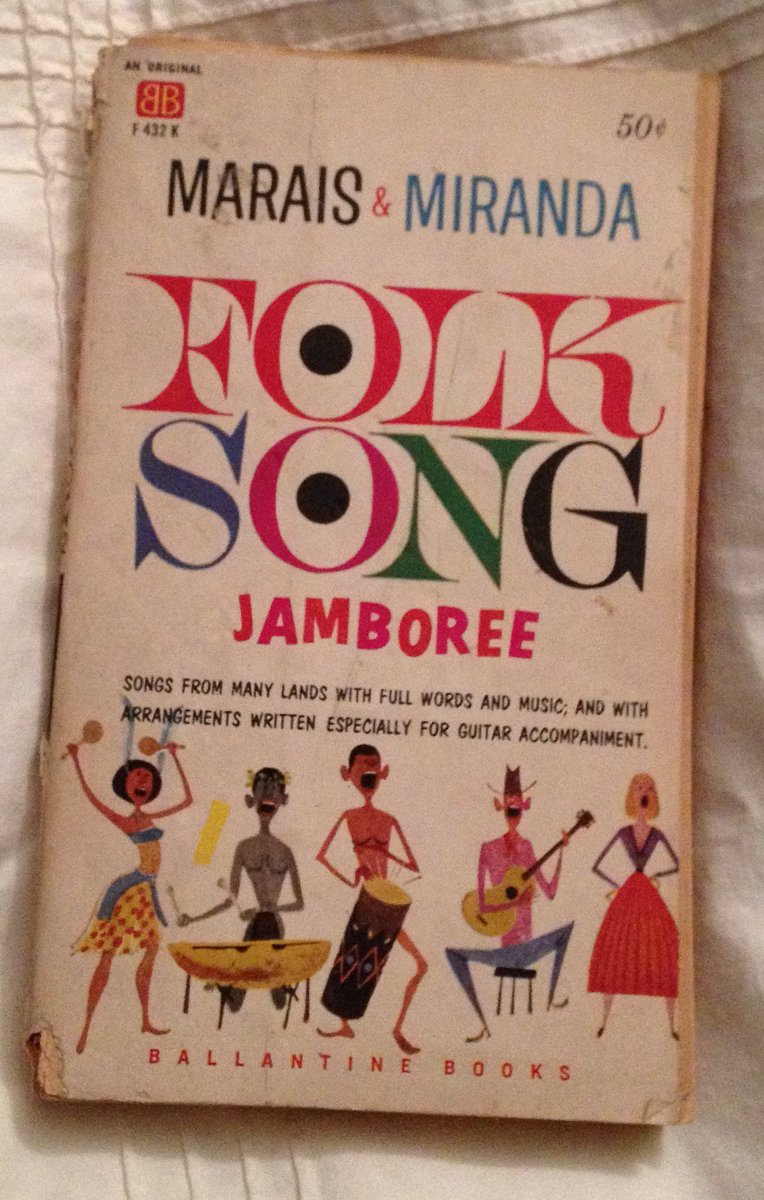 AN ORIGINAL
BB
F 432 K
50¢
MARAIS & MIRANDA
FOLK
SONG
JAMBOREE
SONGS FROM MANY LANDS WITH FULL WORDS AND MUSIC; AND WITH
ARRANGEMENTS WRITTEN ESPECIALLY FOR GUITAR ACCOMPANIMENT.
BALLANTINE BOOKS